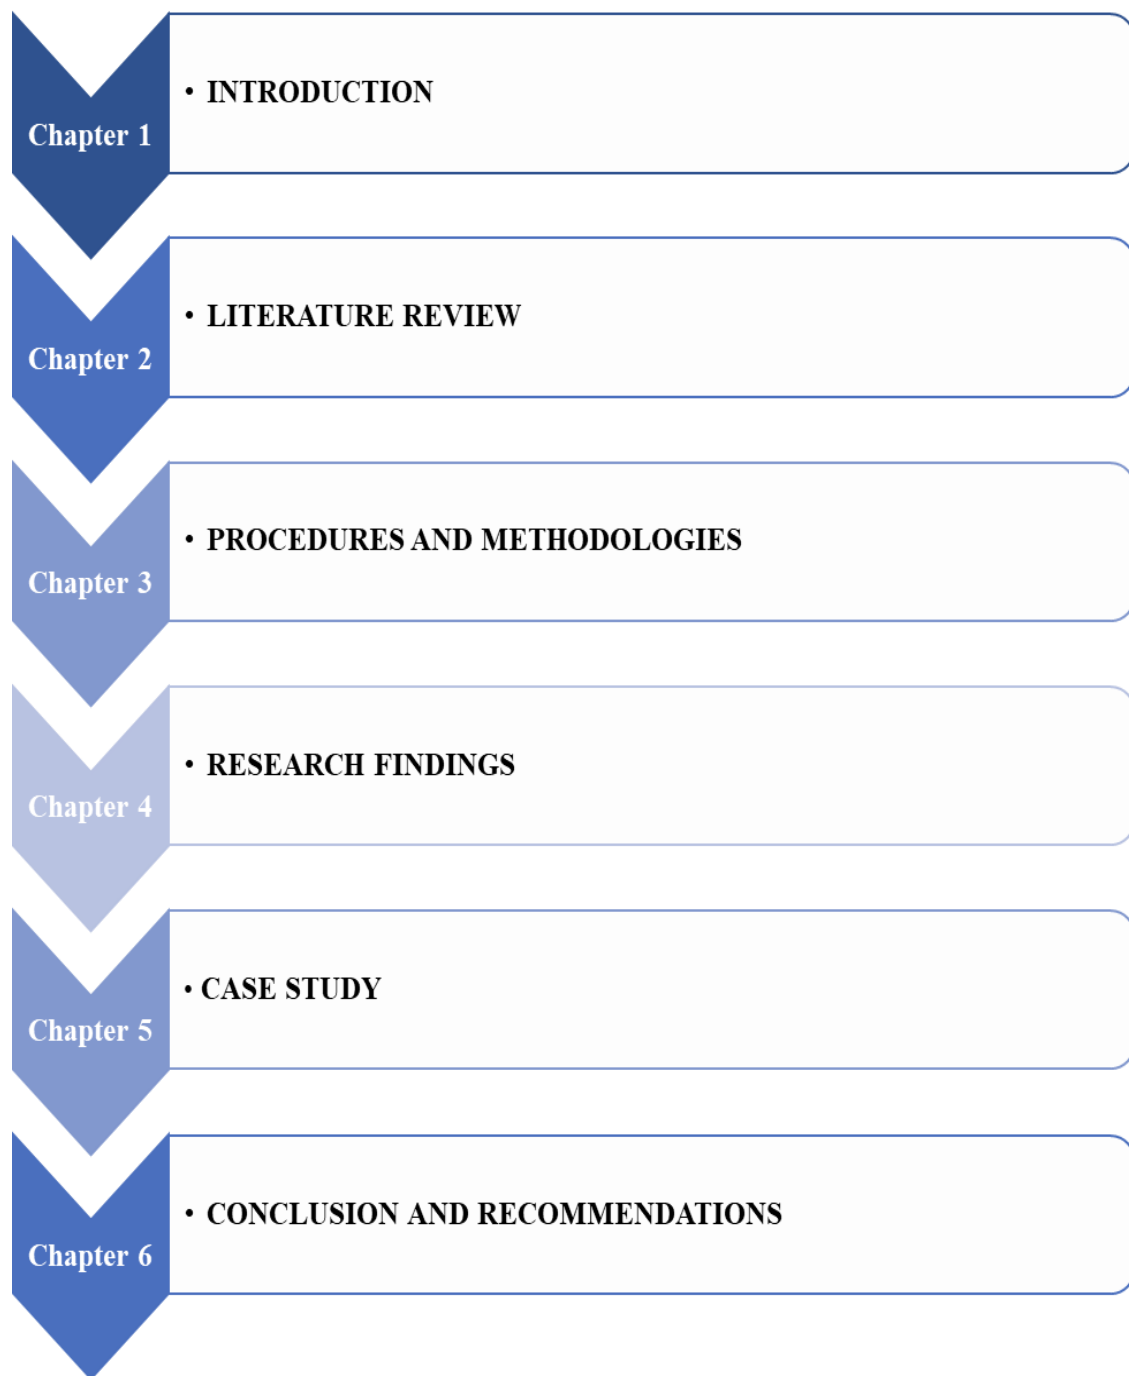 Chapter 1
• INTRODUCTION
Chapter 2
• LITERATURE REVIEW
Chapter 3
• PROCEDURES AND METHODOLOGIES
Chapter 4
• RESEARCH FINDINGS
Chapter 5
• CASE STUDY
Chapter 6
• CONCLUSION AND RECOMMENDATIONS